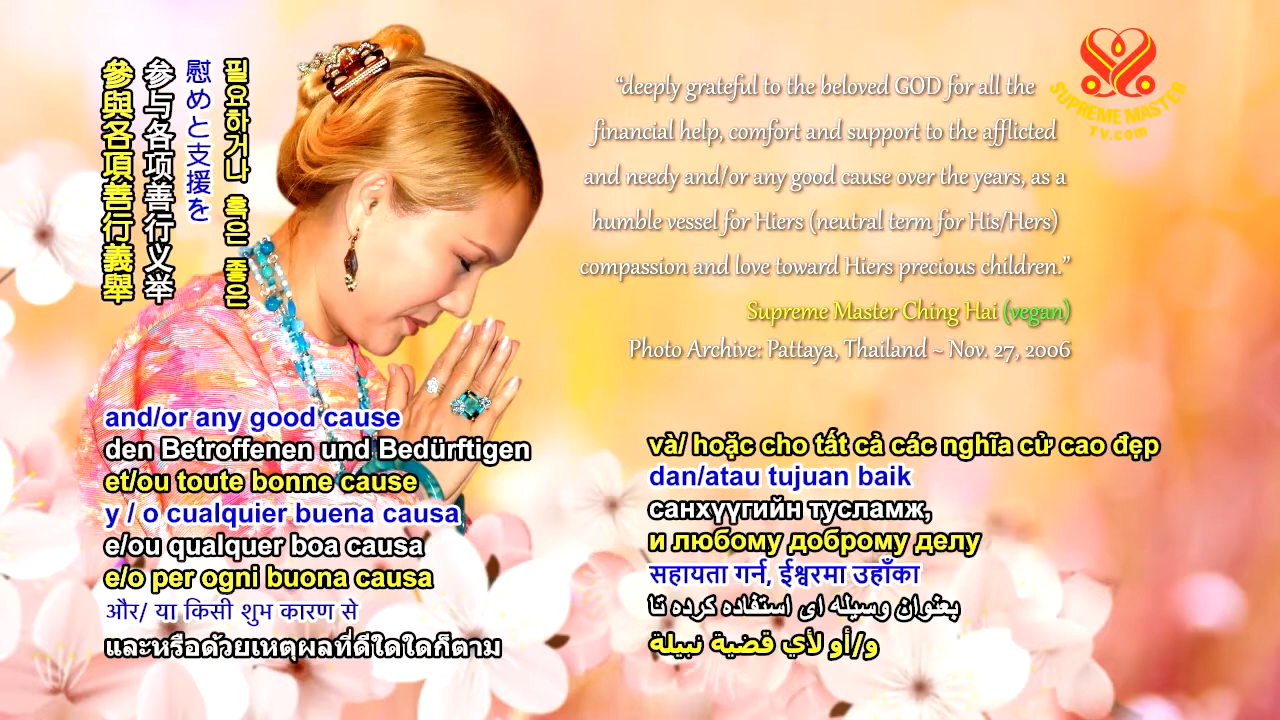 參與各項善行義舉
参与各项善行义举
慰めと支援を
필요하거나 혹은 좋은
“deeply grateful to the beloved GOD for all the
financial help, comfort and support to the afflicted
and needy and/or any good cause over the years, as a
humble vessel for Hiers (neutral term for His/Hers)
compassion and love toward Hiers precious children.”
Supreme Master Ching Hai (vegan)
Photo Archive: Pattaya, Thailand ~ Nov. 27, 2006
SUPREME MASTER
TV.com
and/or any good cause
den Betroffenen und Bedürftigen
et/ou toute bonne cause
y / o cualquier buena causa
e/ou qualquer boa causa
e/o per ogni buona causa
और/ या किसी शुभ कारण से
และหรือด้วยเหตุผลที่ดีใดใดก็ตาม
và/ hoặc cho tất cả các nghĩa cử cao đẹp
dan/atau tujuan baik
санхүүгийн тусламж,
и любому доброму делу
सहायता गर्न, ईश्वरमा उहाँका
بعنوان وسیله ای استفاده کرده تا
و/أو لأي قضية نبيلة